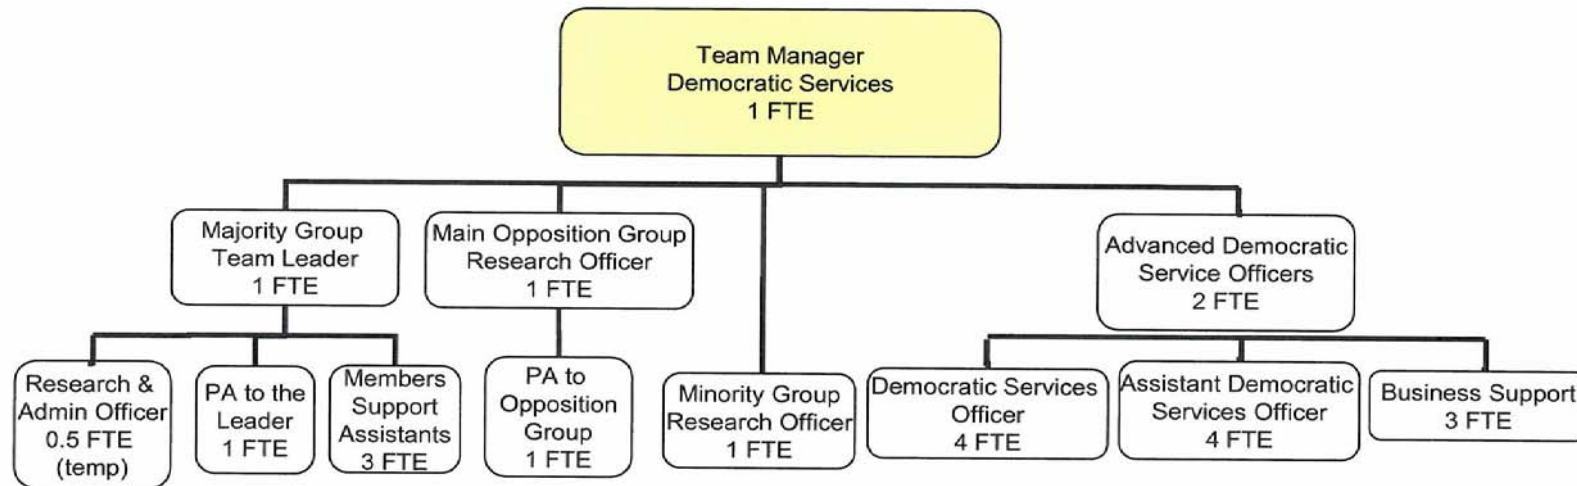 Team Manager
Democratic Services
1 FTE
Majority Group
Team Leader
1 FTE
Main Opposition Group
Research Officer
1 FTE
Advanced Democratic
Service Officers
2 FTE
Research &
Admin Officer
0.5 FTE
(temp)
PA to the
Leader
1 FTE
Members
Support
Assistants
3 FTE
PA to
Opposition
Group
1 FTE
Minority Group
Research Officer
1 FTE
Democratic Services
Officer
4 FTE
Assistant Democratic
Services Officer
4 FTE
Business Support
3 FTE